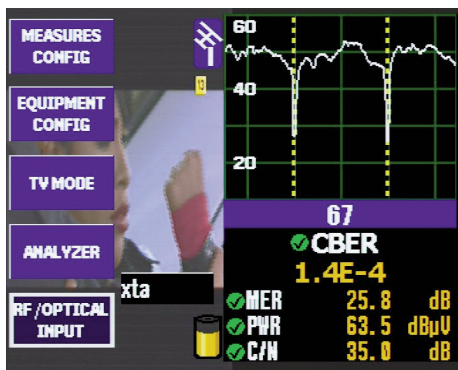 MEASURES
CONFIG
EQUIPMENT
CONFIG
TV MODE
ANALYZER
RF/OPTICAL
INPUT
13
xta
60
40
20
67
CBER
1.4E-4
MER 25.8 dB
PWR 63.5 dBµV
C/N 35.0 dB